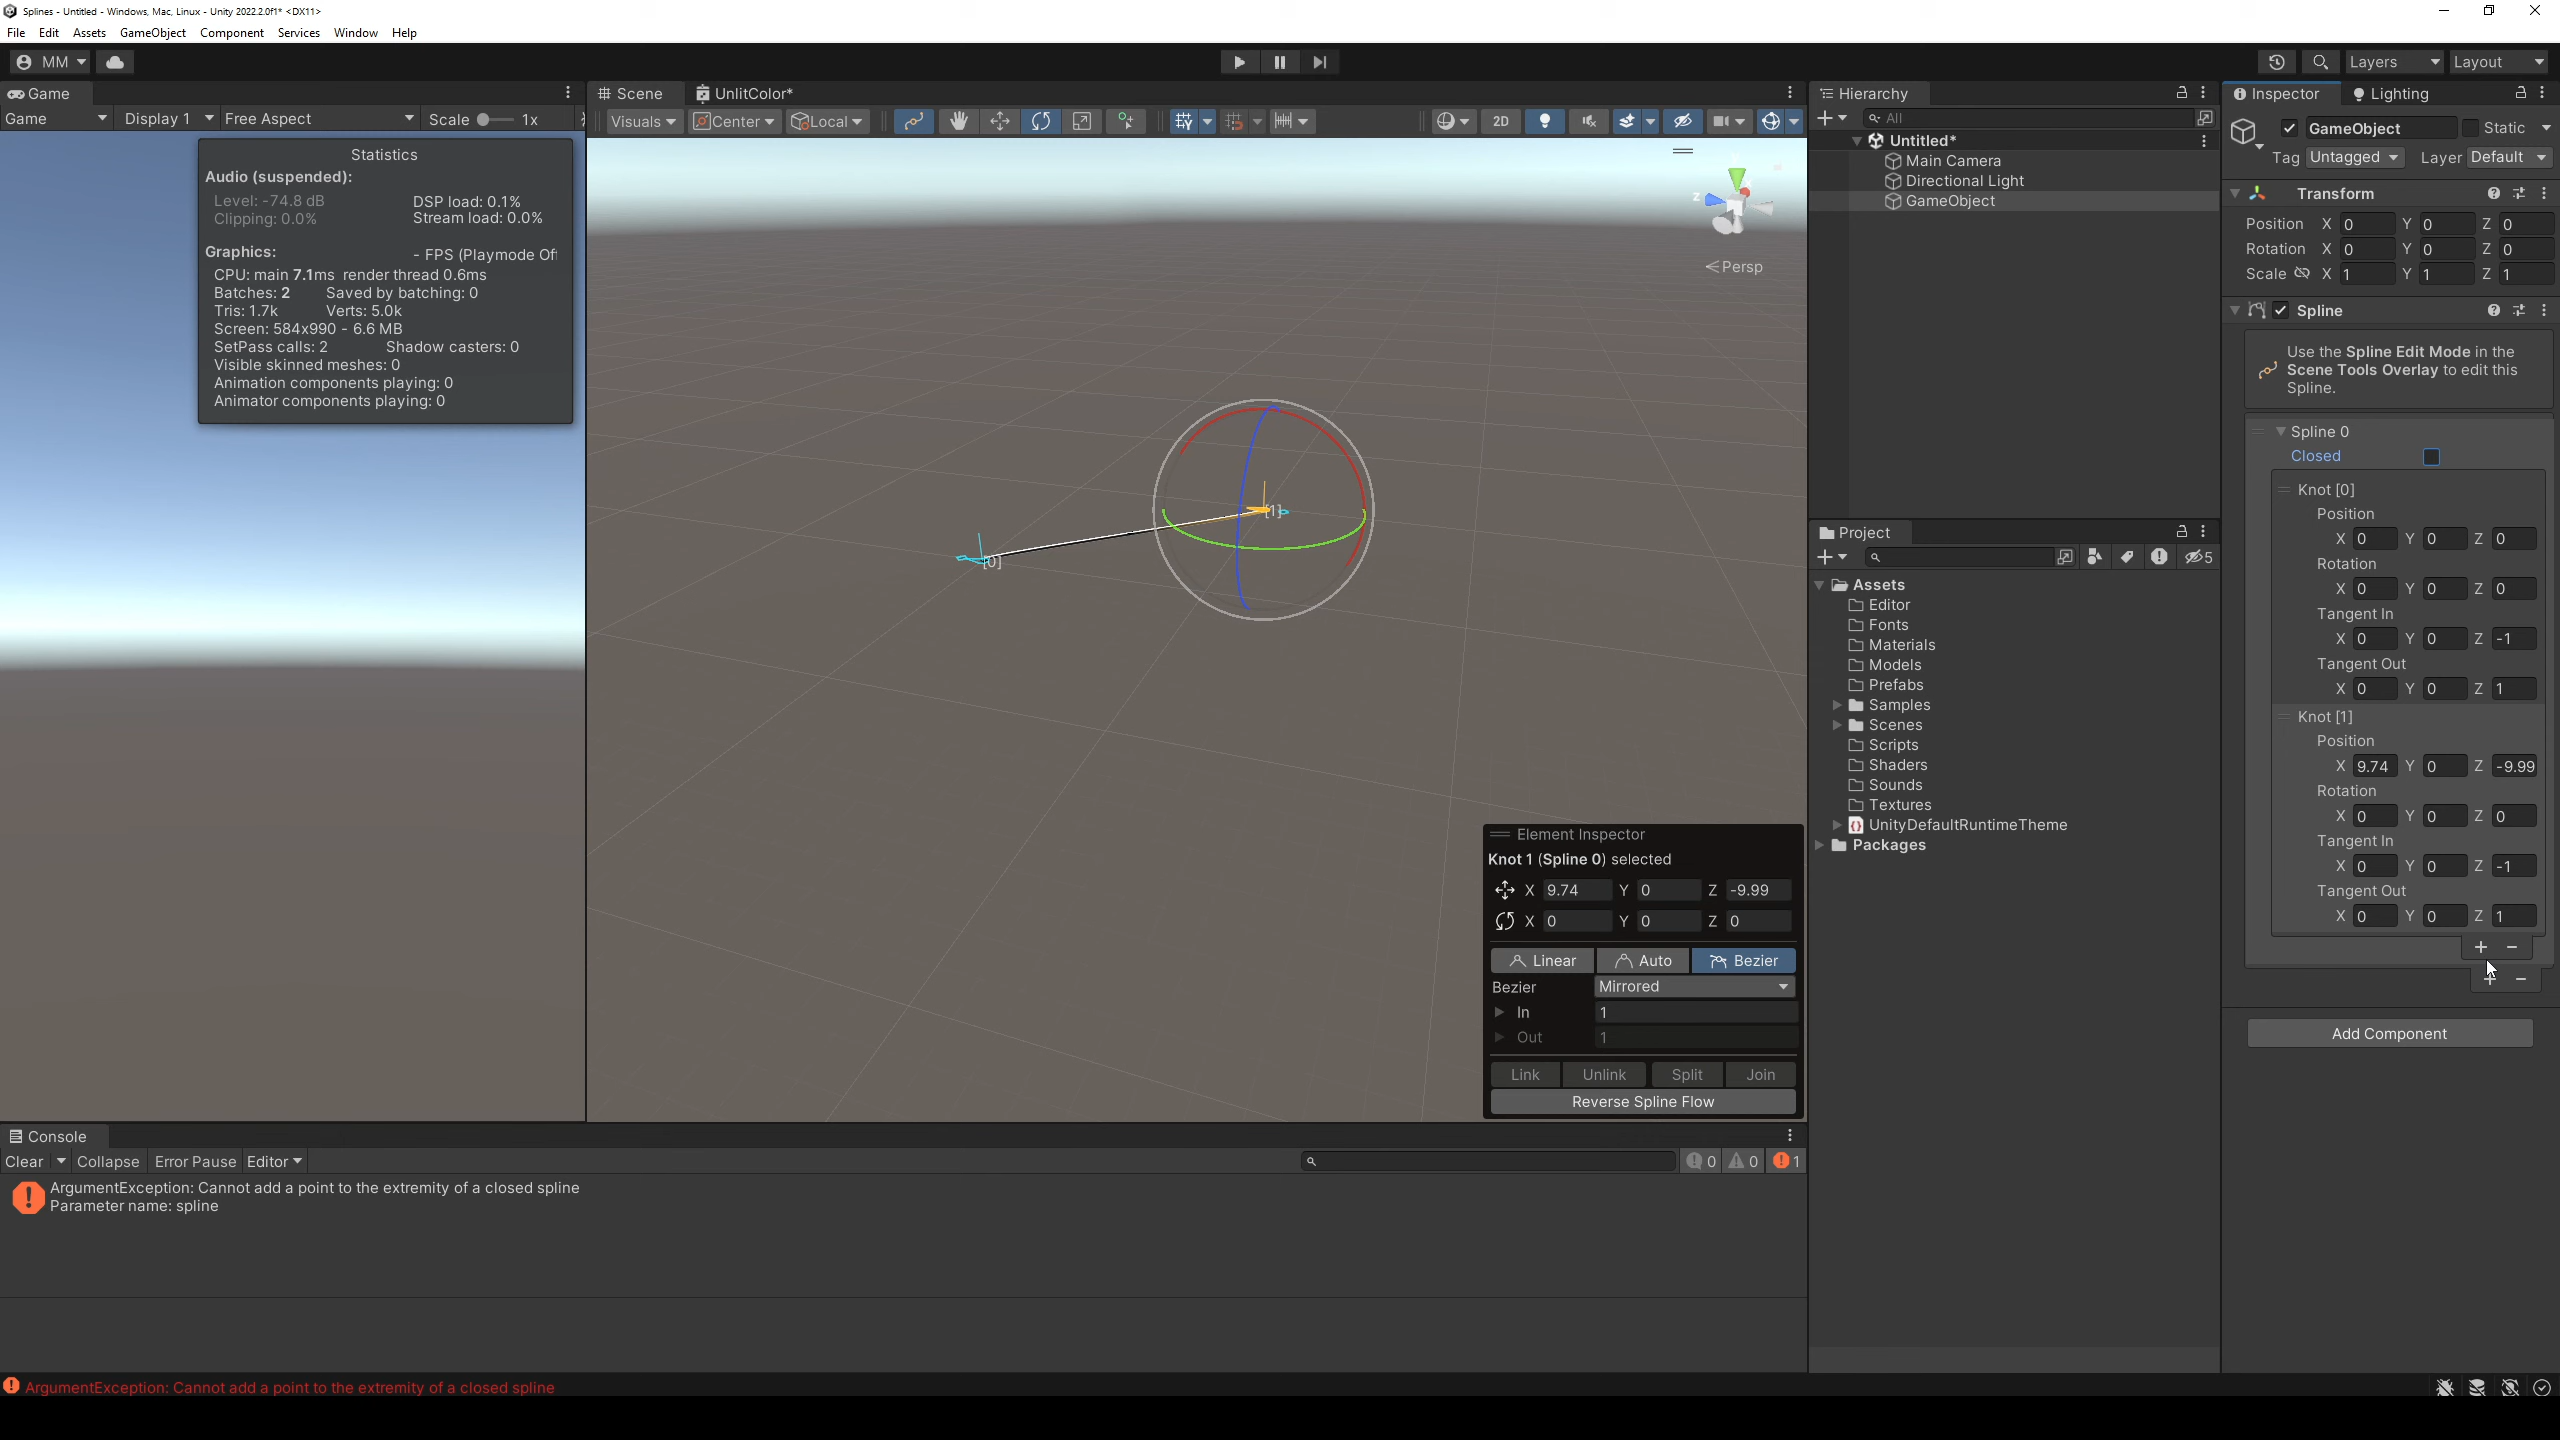 Splines - Untitled - Windows, Mac, Linux - Unity 2022.2.0f1* <DX11>
File Edit Assets GameObject Component Services Window Help
MM
Layers Layout
Game
Game Display 1 Free Aspect Scale 1x
Statistics
Audio (suspended):
Level: -74.8 dB DSP load: 0.1%
Clipping: 0.0% Stream load: 0.0%
Graphics: - FPS (Playmode Of
CPU: main 7.1ms render thread 0.6ms
Batches: 2 Saved by batching: 0
Tris: 1.7k Verts: 5.0k
Screen: 584x990 - 6.6 MB
SetPass calls: 2 Shadow casters: 0
Visible skinned meshes: 0
Animation components playing: 0
Animator components playing: 0
Scene UnlitColor*
Visuals Center Local 2D
z
Persp
[1]
[0]
Element Inspector
Knot 1 (Spline 0) selected
X 9.74 Y 0 Z -9.99
X 0 Y 0 Z 0
Linear Auto Bezier
Bezier Mirrored
In 1
Out 1
Link Unlink Split Join
Reverse Spline Flow
Console
Clear Collapse Error Pause Editor 0 0 1
ArgumentException: Cannot add a point to the extremity of a closed spline
Parameter name: spline
ArgumentException: Cannot add a point to the extremity of a closed spline
Hierarchy
All
Untitled*
Main Camera
Directional Light
GameObject
Project
5
Assets
Editor
Fonts
Materials
Models
Prefabs
Samples
Scenes
Scripts
Shaders
Sounds
Textures
UnityDefaultRuntimeTheme
Packages
Inspector Lighting
GameObject Static
Tag Untagged Layer Default
Transform
Position X 0 Y 0 Z 0
Rotation X 0 Y 0 Z 0
Scale X 1 Y 1 Z 1
Spline
Use the Spline Edit Mode in the
Scene Tools Overlay to edit this
Spline.
Spline 0
Closed
Knot [0]
Position
X 0 Y 0 Z 0
Rotation
X 0 Y 0 Z 0
Tangent In
X 0 Y 0 Z -1
Tangent Out
X 0 Y 0 Z 1
Knot [1]
Position
X 9.74 Y 0 Z -9.99
Rotation
X 0 Y 0 Z 0
Tangent In
X 0 Y 0 Z -1
Tangent Out
X 0 Y 0 Z 1
Add Component